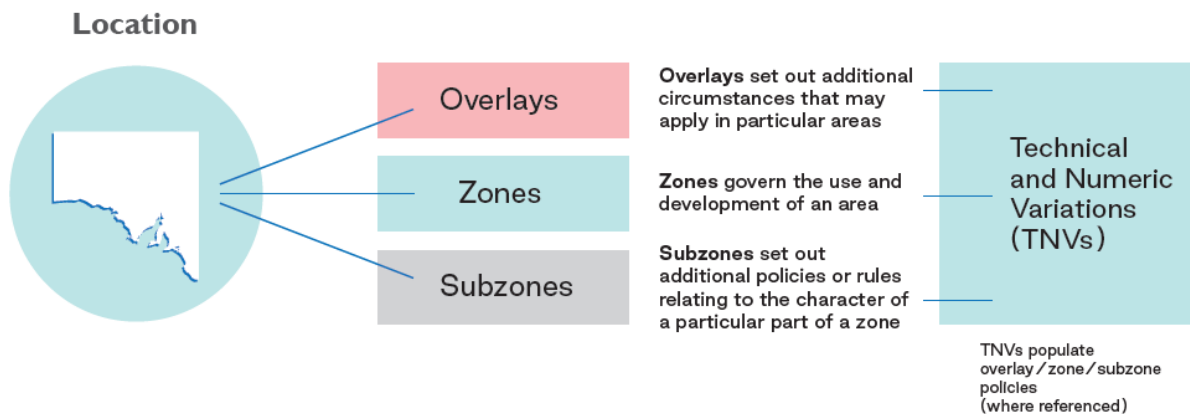 Location
Overlays
Overlays set out additional
circumstances that may
apply in particular areas
Zones
Zones govern the use and
development of an area
Subzones
Subzones set out
additional policies or rules
relating to the character of
a particular part of a zone
Technical
and Numeric
Variations
(TNVs)
TNVs populate
overlay/zone/subzone
policies
(where referenced)